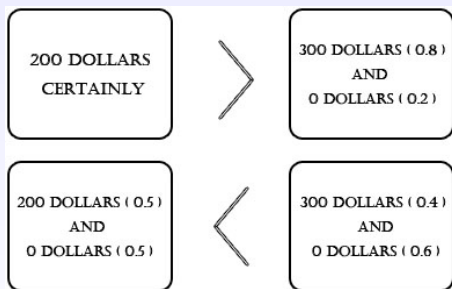 200 DOLLARS
CERTAINLY
>
300 DOLLARS ( 0.8 )
AND
0 DOLLARS ( 0.2 )
200 DOLLARS ( 0.5 )
AND
0 DOLLARS ( 0.5 )
<
300 DOLLARS ( 0.4 )
AND
0 DOLLARS ( 0.6 )